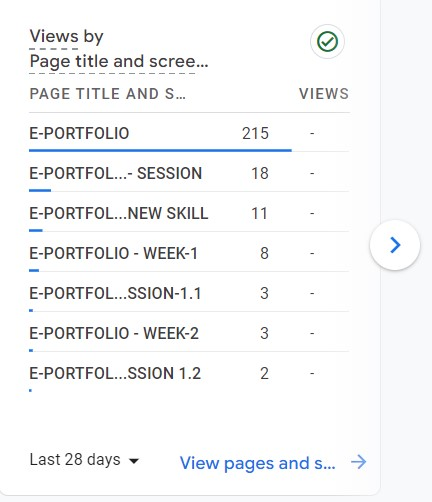 Views by
Page title and scree...
PAGE TITLE AND S... VIEWS
E-PORTFOLIO 215 -
E-PORTFOL...- SESSION 18 -
E-PORTFOL...NEW SKILL 11 -
E-PORTFOLIO - WEEK-1 8 -
E-PORTFOL...SSION-1.1 3 -
E-PORTFOLIO - WEEK-2 3 -
E-PORTFOL...SSION 1.2 2 -
Last 28 days View pages and s...